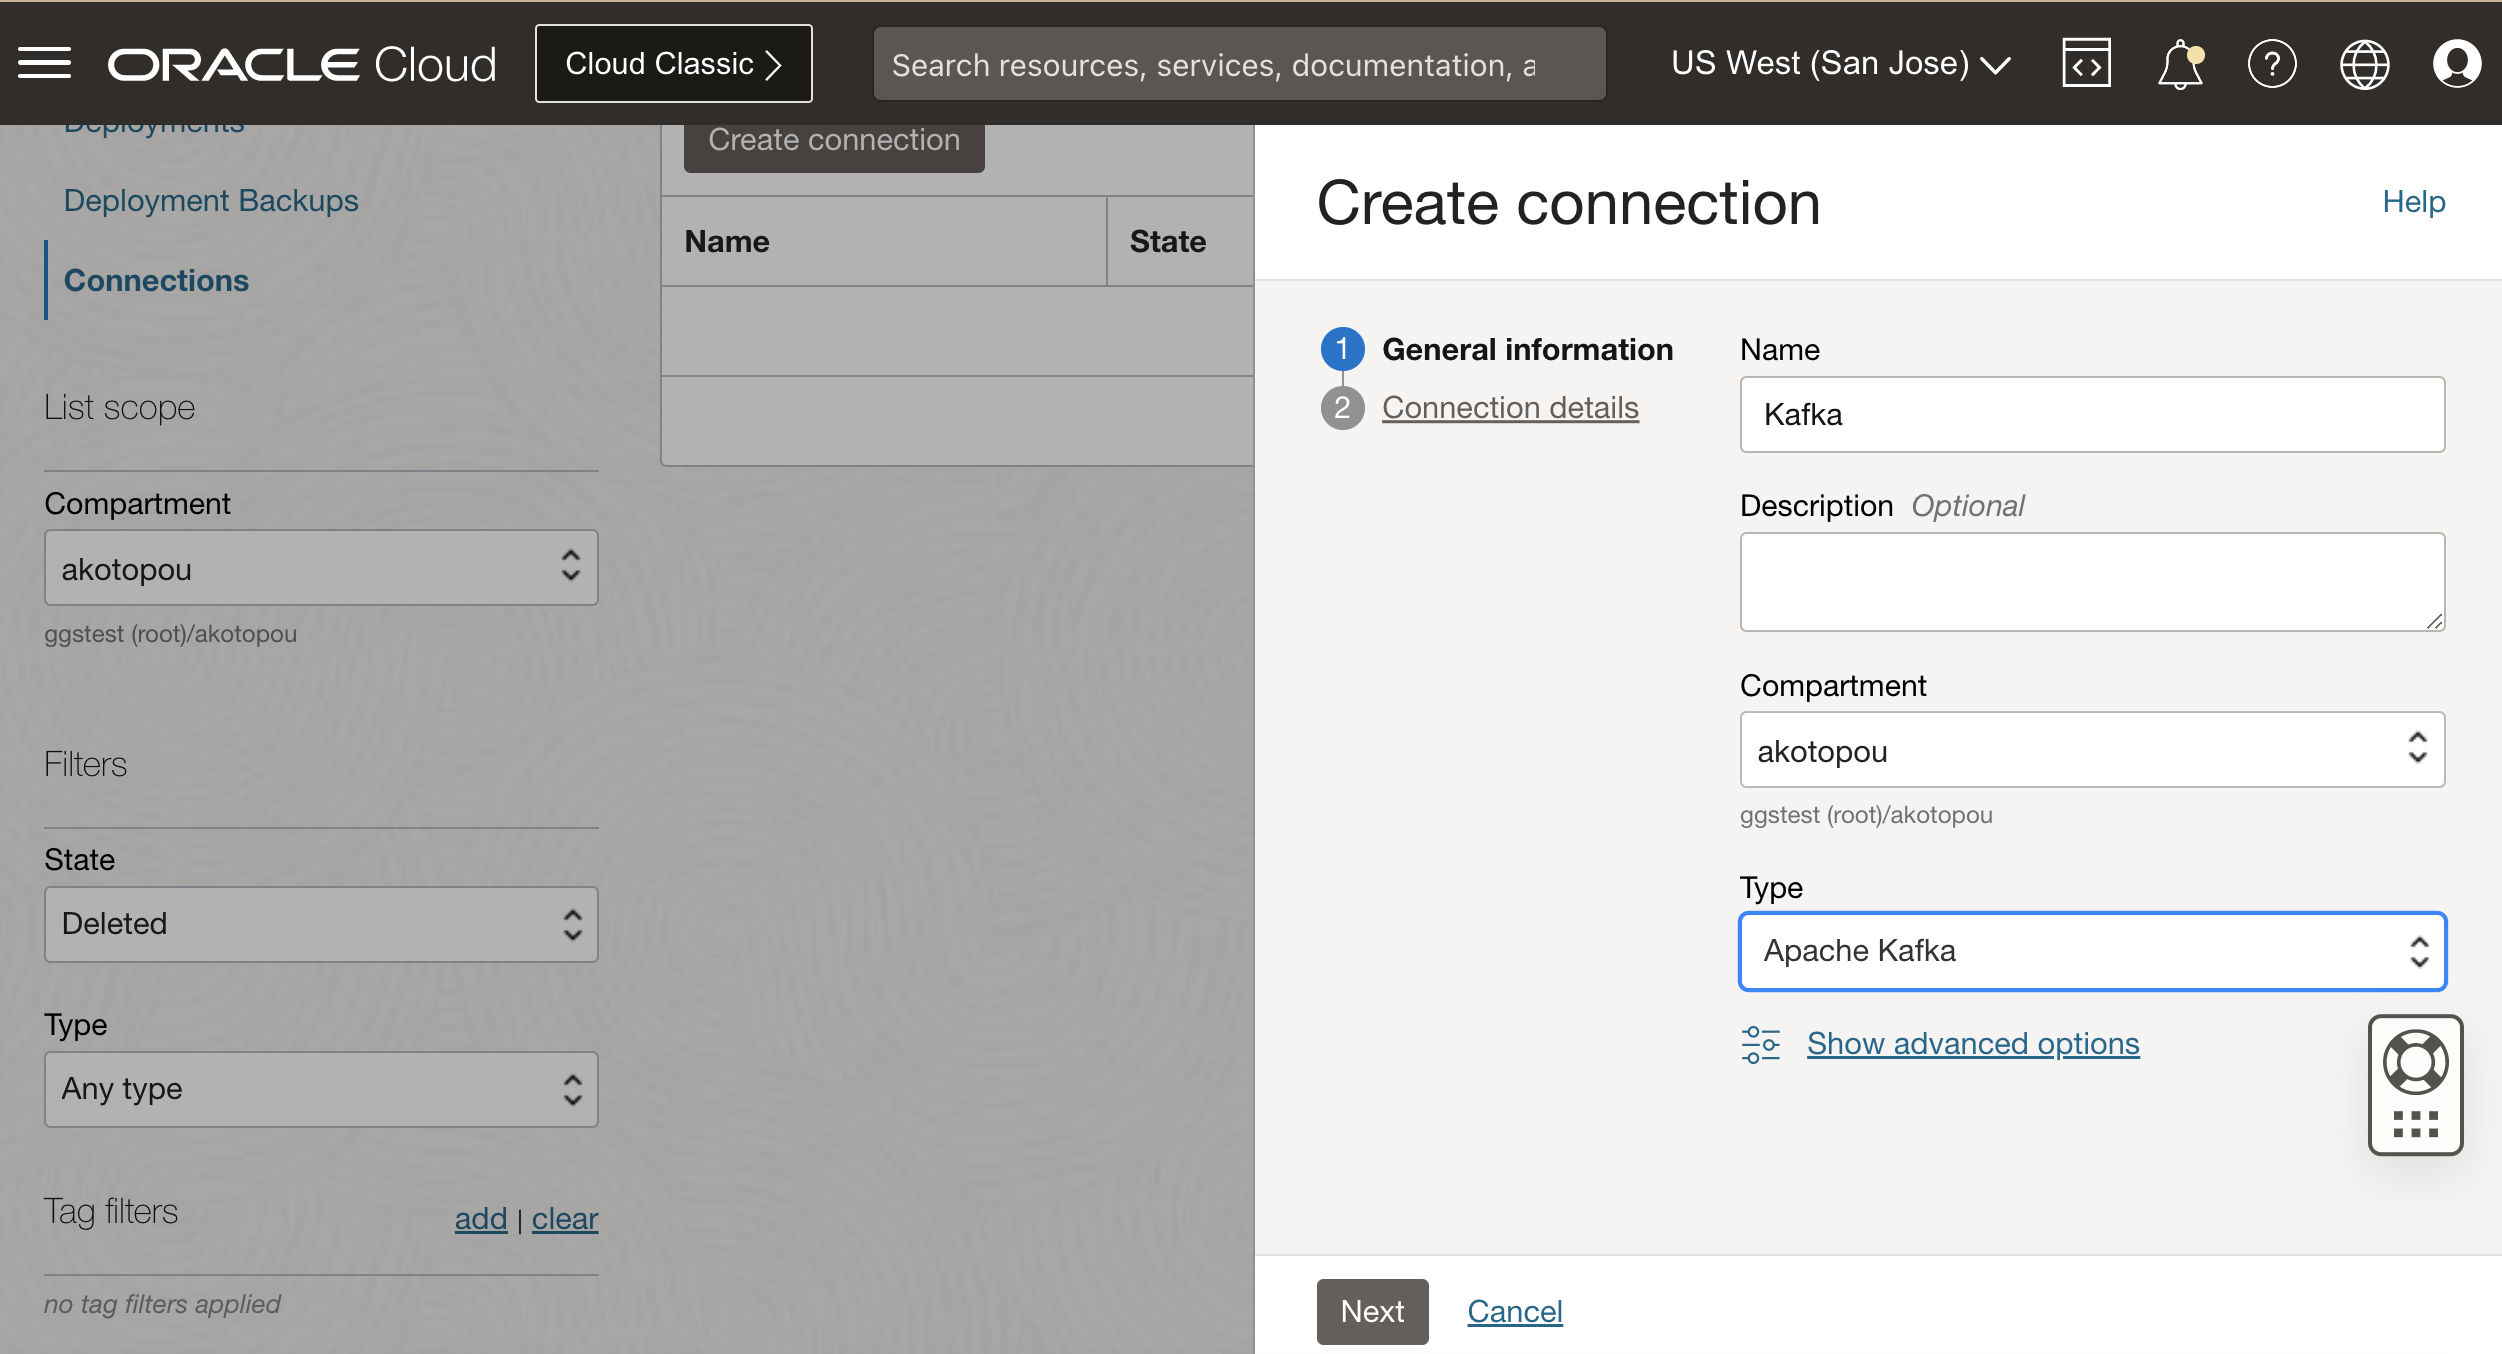 ORACLE Cloud
Cloud Classic
Search resources, services, documentation, a
US West (San Jose)
Deployments
Deployment Backups
Connections
List scope
Compartment
akotopou
ggstest (root)/akotopou
Filters
State
Deleted
Type
Any type
Tag filters
add | clear
no tag filters applied
Create connection
Name
State
Create connection
Help
1 General information
2 Connection details
Name
Kafka
Description Optional
Compartment
akotopou
ggstest (root)/akotopou
Type
Apache Kafka
Show advanced options
Next
Cancel